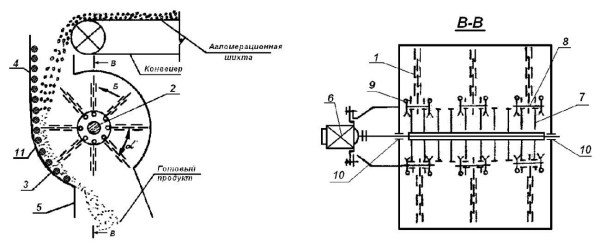 В-В
Агломерационная
шихта
Конвейер
В
4
Б
2
1
8
9
7
6
α
11
3
Готовый
продукт
10
10
5
В